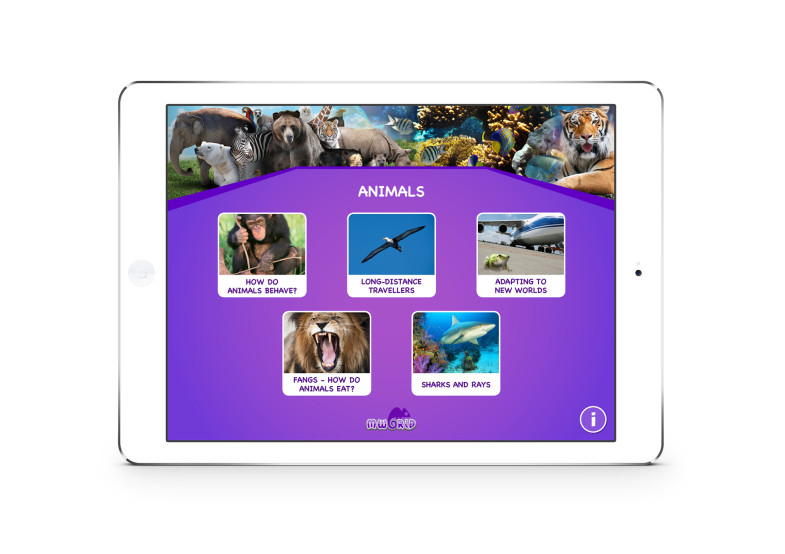 ANIMALS
HOW DO
ANIMALS BEHAVE?
LONG-DISTANCE
TRAVELLERS
ADAPTING TO
NEW WORLDS
FANGS - HOW DO
ANIMALS EAT?
SHARKS AND RAYS
MWORLD
i